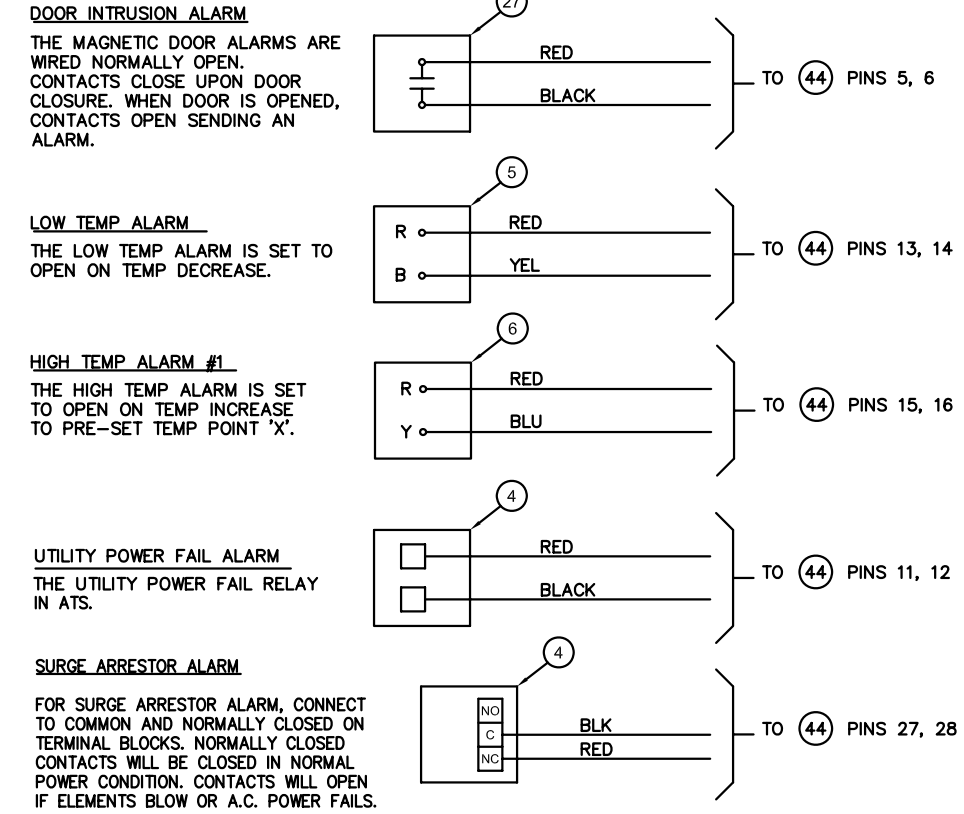 DOOR INTRUSION ALARM
THE MAGNETIC DOOR ALARMS ARE
WIRED NORMALLY OPEN.
CONTACTS CLOSE UPON DOOR
CLOSURE. WHEN DOOR IS OPENED,
CONTACTS OPEN SENDING AN
ALARM.
27
RED
BLACK
TO 44 PINS 5, 6
LOW TEMP ALARM
THE LOW TEMP ALARM IS SET TO
OPEN ON TEMP DECREASE.
5
R
RED
B
YEL
TO 44 PINS 13, 14
HIGH TEMP ALARM #1
THE HIGH TEMP ALARM IS SET
TO OPEN ON TEMP INCREASE
TO PRE-SET TEMP POINT 'X'.
6
R
RED
Y
BLU
TO 44 PINS 15, 16
UTILITY POWER FAIL ALARM
THE UTILITY POWER FAIL RELAY
IN ATS.
4
RED
BLACK
TO 44 PINS 11, 12
SURGE ARRESTOR ALARM
FOR SURGE ARRESTOR ALARM, CONNECT
TO COMMON AND NORMALLY CLOSED ON
TERMINAL BLOCKS. NORMALLY CLOSED
CONTACTS WILL BE CLOSED IN NORMAL
POWER CONDITION. CONTACTS WILL OPEN
IF ELEMENTS BLOW OR A.C. POWER FAILS.
4
NO
C
BLK
NC
RED
TO 44 PINS 27, 28